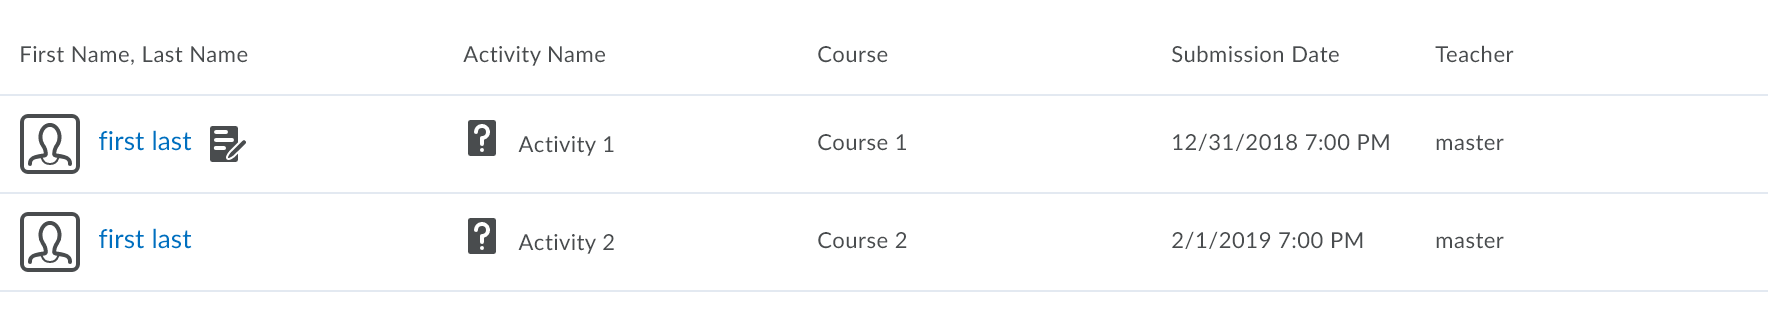 First Name, Last Name Activity Name Course Submission Date Teacher
first last Activity 1 Course 1 12/31/2018 7:00 PM master
first last Activity 2 Course 2 2/1/2019 7:00 PM master